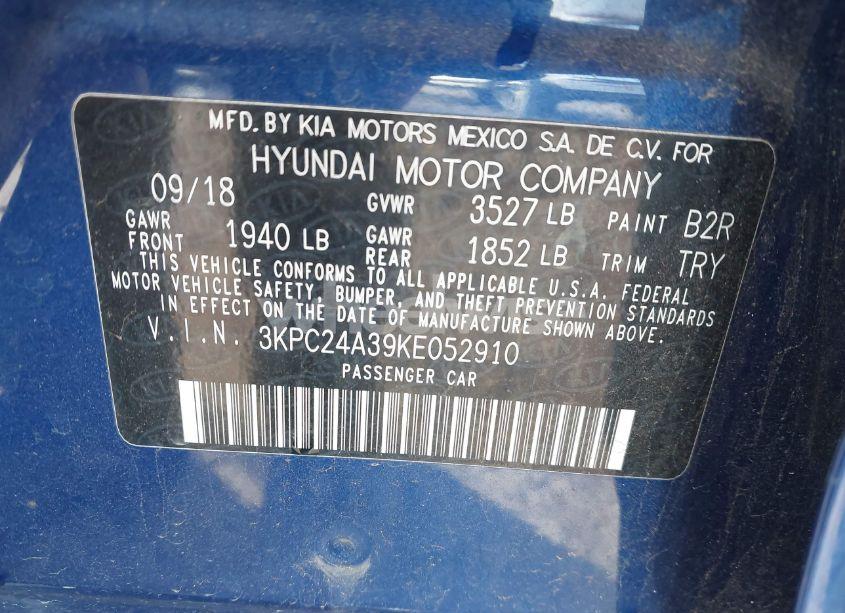 MFD. BY KIA MOTORS MEXICO S.A. DE C.V. FOR
HYUNDAI MOTOR COMPANY
09/18 GVWR 3527 LB PAINT B2R
GAWR FRONT 1940 LB GAWR REAR 1852 LB TRIM TRY
THIS VEHICLE CONFORMS TO ALL APPLICABLE U.S.A. FEDERAL
MOTOR VEHICLE SAFETY, BUMPER, AND THEFT PREVENTION STANDARDS
IN EFFECT ON THE DATE OF MANUFACTURE SHOWN ABOVE.
V.I.N. 3KPC24A39KE052910
PASSENGER CAR